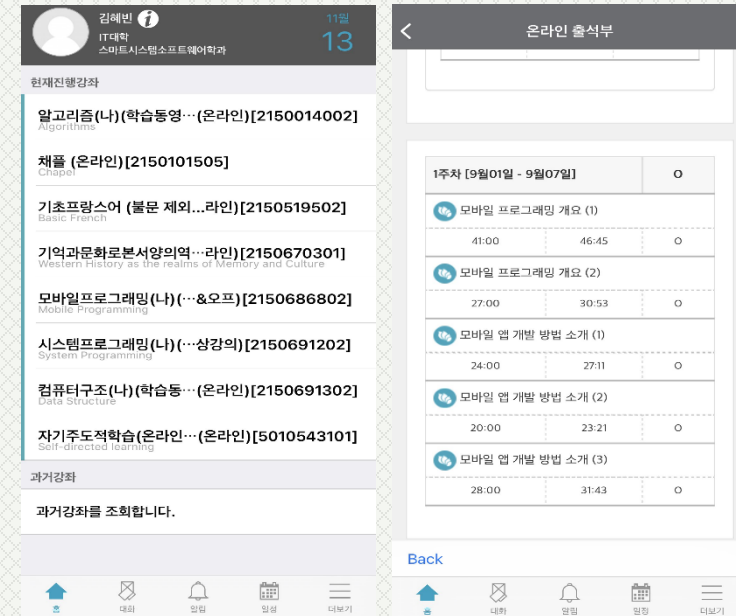 김혜빈 i
IT대학
스마트시스템소프트웨어학과
11월
13
현재진행강좌
알고리즘(나)(학습동영…(온라인)[2150014002]
Algorithms
채플 (온라인)[2150101505]
Chapel
기초프랑스어 (불문 제외...라인)[2150519502]
Basic French
기억과문화로본서양의역…라인)[2150670301]
Western History as the realms of Memory and Culture
모바일프로그래밍(나)(…&오프)[2150686802]
Mobile Programming
시스템프로그래밍(나)(…상강의)[2150691202]
System Programming
컴퓨터구조(나)(학습동…(온라인)[2150691302]
Data Structure
자기주도적학습(온라인…(온라인)[5010543101]
Self-directed learning
과거강좌
과거강좌를 조회합니다.
홈 대화 알림 일정 더보기
온라인 출석부
1주차 [9월01일 - 9월07일] O
모바일 프로그래밍 개요 (1)
41:00 46:45 O
모바일 프로그래밍 개요 (2)
27:00 30:53 O
모바일 앱 개발 방법 소개 (1)
24:00 27:11 O
모바일 앱 개발 방법 소개 (2)
20:00 23:21 O
모바일 앱 개발 방법 소개 (3)
28:00 31:43 O
Back
홈 대화 알림 일정 더보기